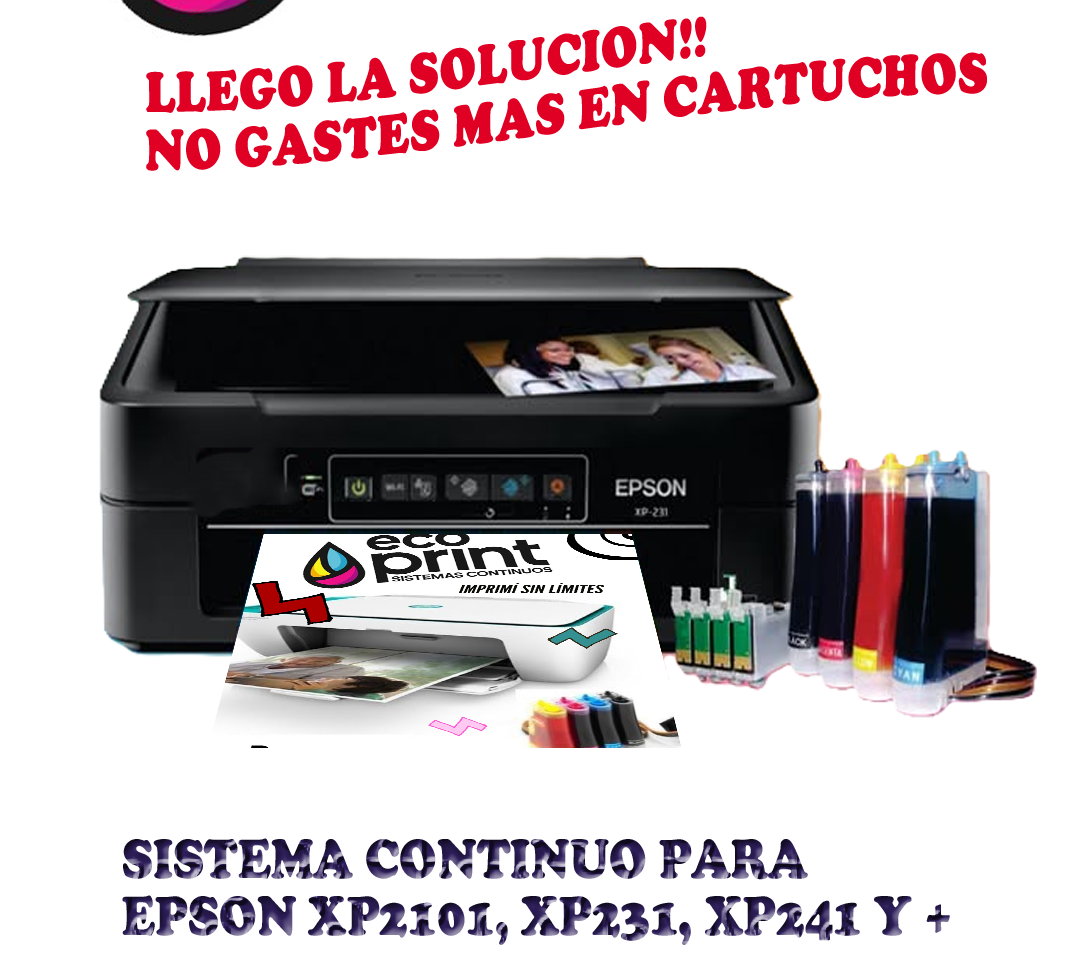 LLEGO LA SOLUCION!!
NO GASTES MAS EN CARTUCHOS
EPSON
XP-231
eco
print
SISTEMAS CONTINUOS
IMPRIMÍ SIN LÍMITES
SISTEMA CONTINUO PARA
EPSON XP2101, XP231, XP241 Y +